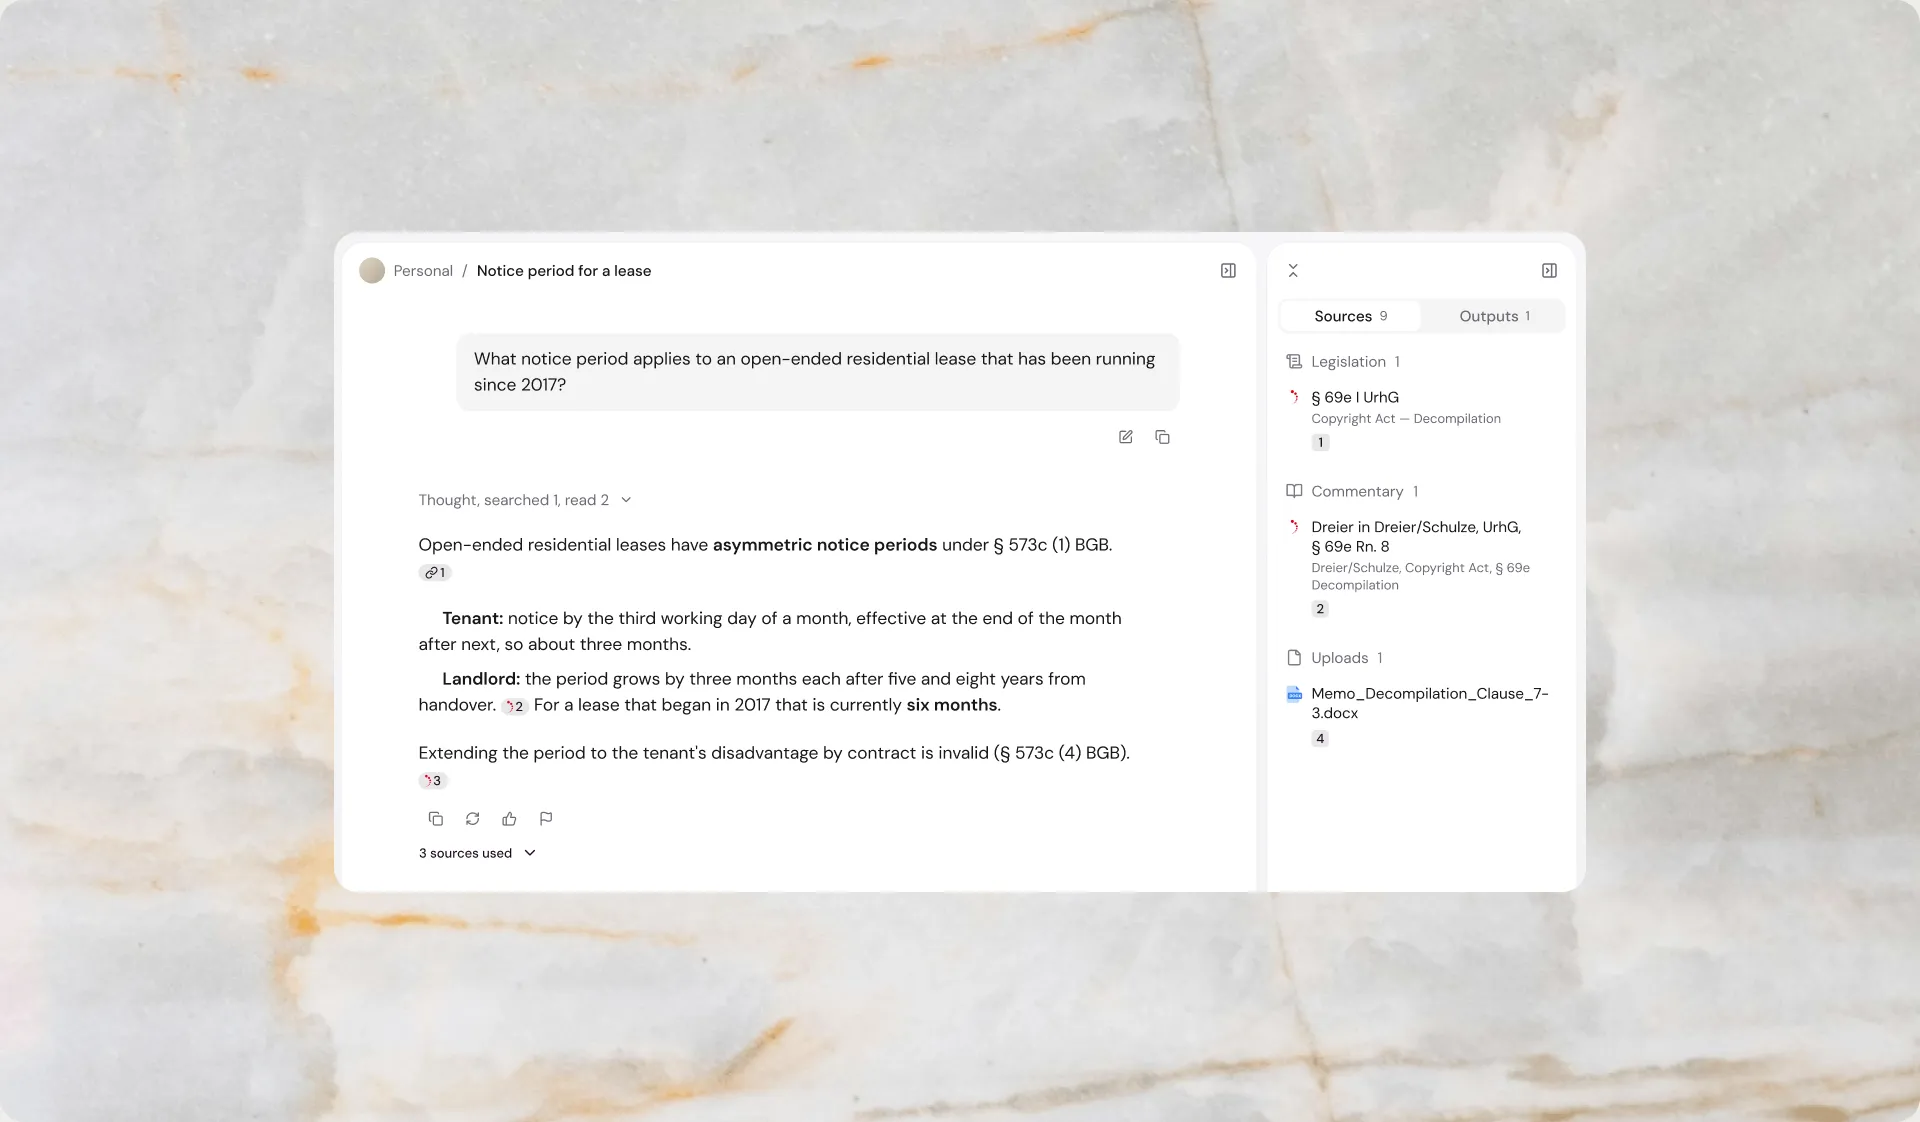 Personal / Notice period for a lease
What notice period applies to an open-ended residential lease that has been running
since 2017?
Thought, searched 1, read 2
Open-ended residential leases have asymmetric notice periods under § 573c (1) BGB.
1
Tenant: notice by the third working day of a month, effective at the end of the month
after next, so about three months.
Landlord: the period grows by three months each after five and eight years from
handover. 2 For a lease that began in 2017 that is currently six months.
Extending the period to the tenant's disadvantage by contract is invalid (§ 573c (4) BGB).
3
3 sources used
Sources 9
Outputs 1
Legislation 1
§ 69e I UrhG
Copyright Act — Decompilation
1
Commentary 1
Dreier in Dreier/Schulze, UrhG,
§ 69e Rn. 8
Dreier/Schulze, Copyright Act, § 69e
Decompilation
2
Uploads 1
DOCX
Memo_Decompilation_Clause_7-
3.docx
4